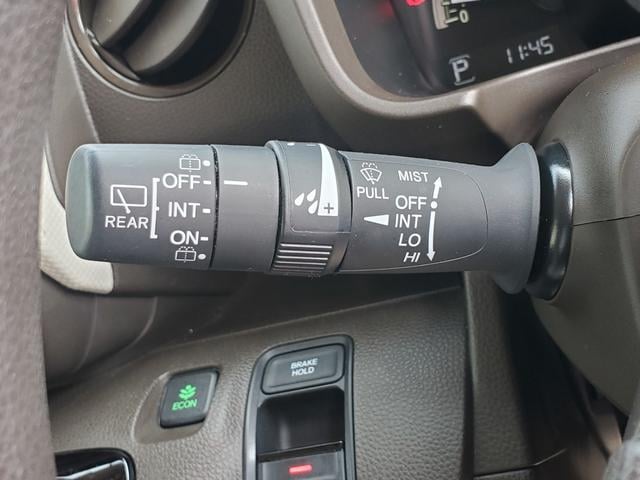 11:45
P
OFF
INT
ON
REAR
+
PULL
MIST
OFF
INT
LO
HI
BRAKE
HOLD
ECON